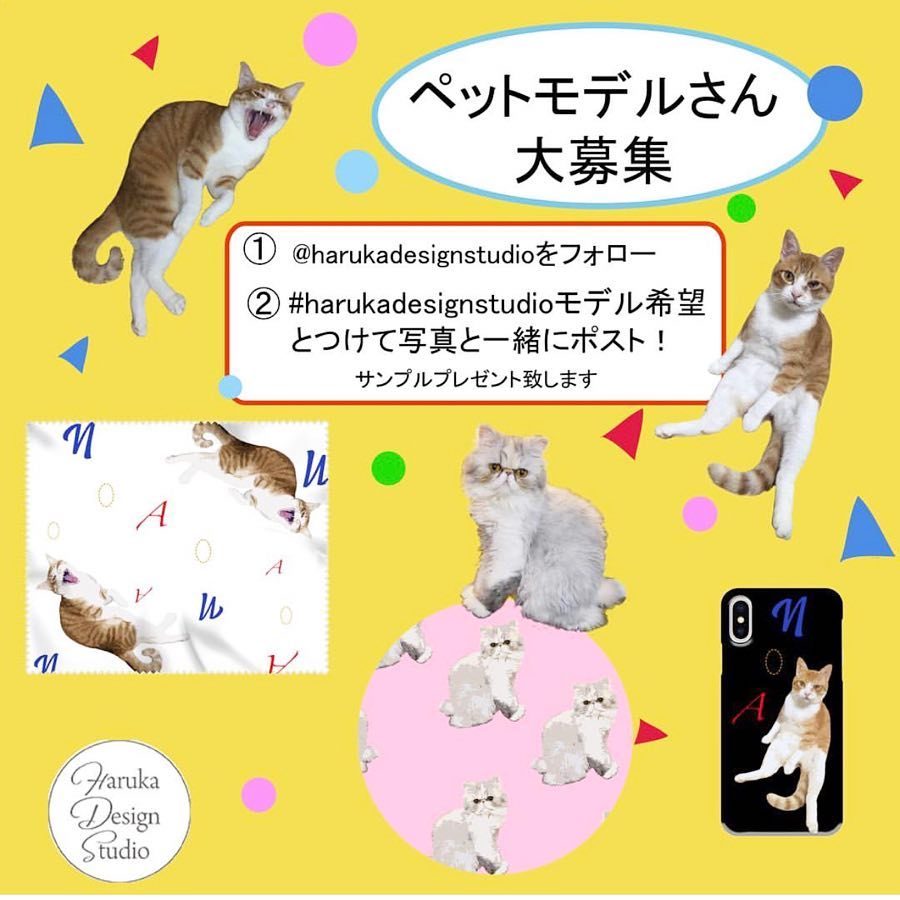 ペットモデルさん
大募集
① @harukadesignstudioをフォロー
② #harukadesignstudioモデル希望
とつけて写真と一緒にポスト！
サンプルプレゼント致します
n
n
A
A
A
n
n
A
n
A
Haruka
Design
Studio